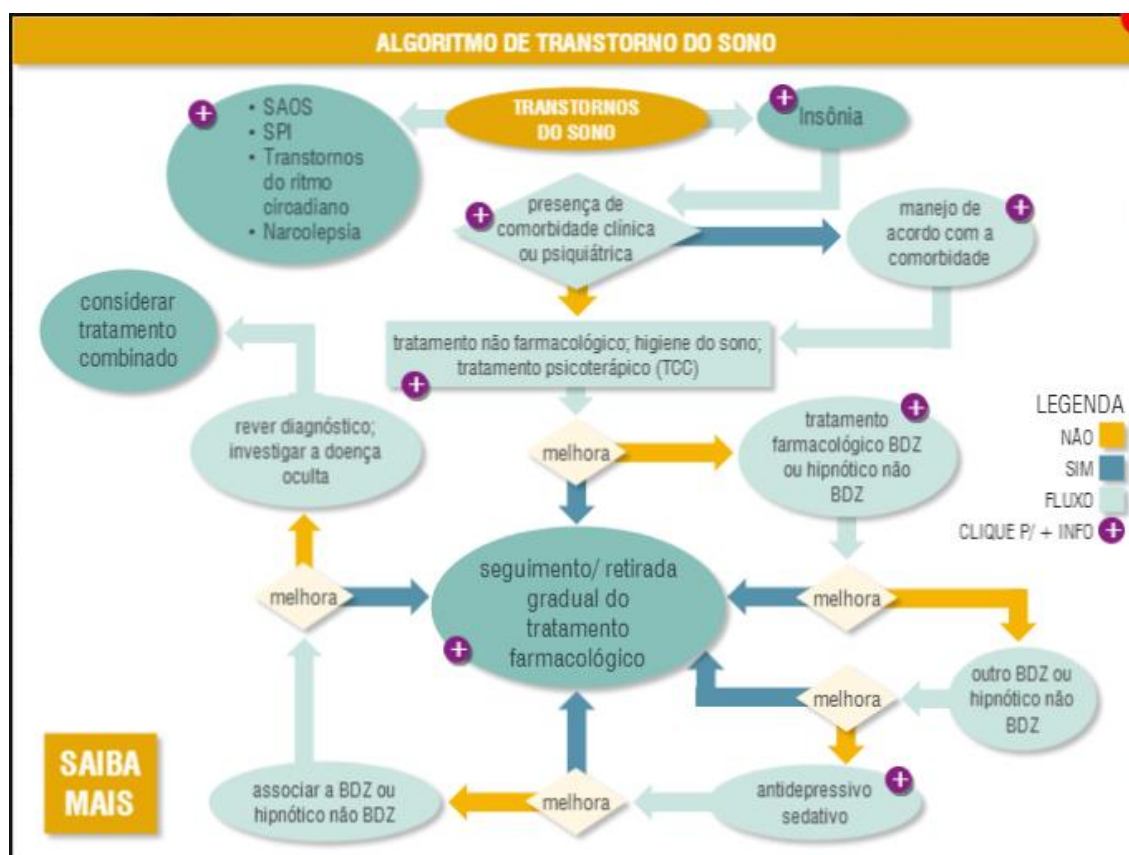 ALGORITMO DE TRANSTORNO DO SONO
• SAOS
• SPI
• Transtornos
do ritmo
circadiano
• Narcolepsia
TRANSTORNOS
DO SONO
Insônia
presença de
comorbidade clínica
ou psiquiátrica
manejo de
acordo com a
comorbidade
considerar
tratamento
combinado
tratamento não farmacológico; higiene do sono;
tratamento psicoterápico (TCC)
rever diagnóstico;
investigar a doença
oculta
melhora
tratamento
farmacológico BDZ
ou hipnótico não
BDZ
LEGENDA
NÃO
SIM
FLUXO
CLIQUE P/ + INFO
melhora
seguimento/ retirada
gradual do
tratamento
farmacológico
melhora
outro BDZ ou
hipnótico não
BDZ
melhora
SAIBA
MAIS
associar a BDZ ou
hipnótico não BDZ
melhora
antidepressivo
sedativo